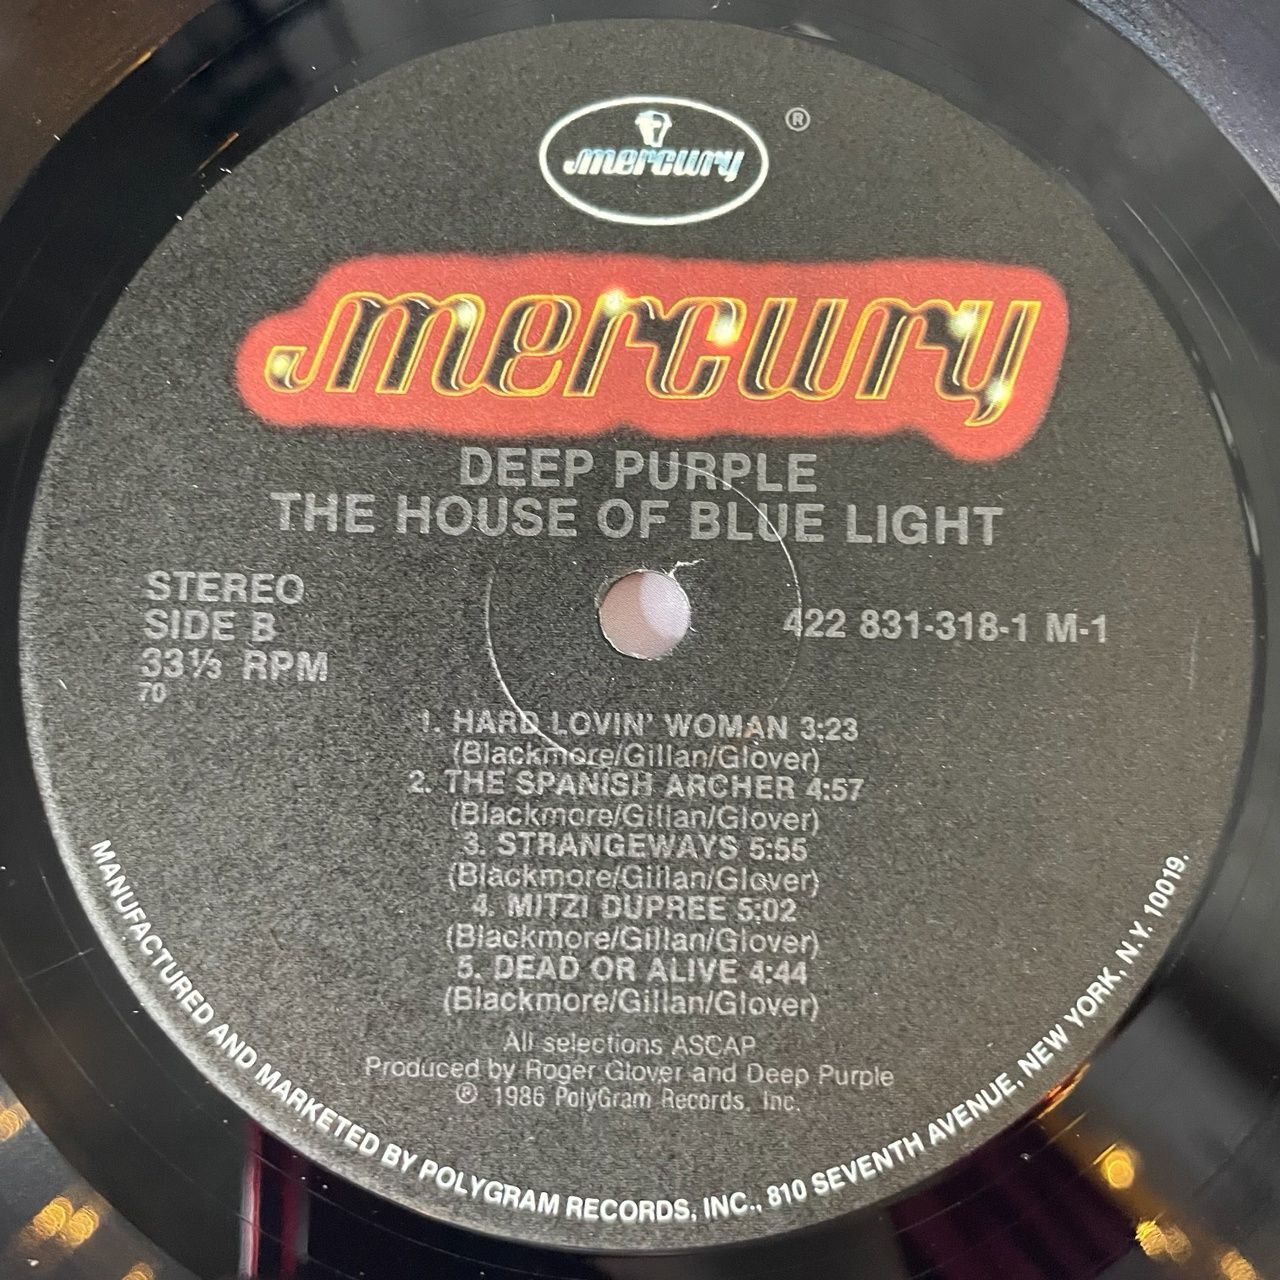 mercury ®
mercury
DEEP PURPLE
THE HOUSE OF BLUE LIGHT
STEREO
SIDE B
33⅓ RPM
70
422 831-318-1 M-1
1. HARD LOVIN' WOMAN 3:23
(Blackmore/Gillan/Glover)
2. THE SPANISH ARCHER 4:57
(Blackmore/Gillan/Glover)
3. STRANGEWAYS 5:55
(Blackmore/Gillan/Glover)
4. MITZI DUPREE 5:02
(Blackmore/Gillan/Glover)
5. DEAD OR ALIVE 4:44
(Blackmore/Gillan/Glover)
All selections ASCAP
Produced by Roger Glover and Deep Purple
℗ 1986 PolyGram Records, Inc.
MANUFACTURED AND MARKETED BY POLYGRAM RECORDS, INC., 810 SEVENTH AVENUE, NEW YORK, N.Y. 10019.